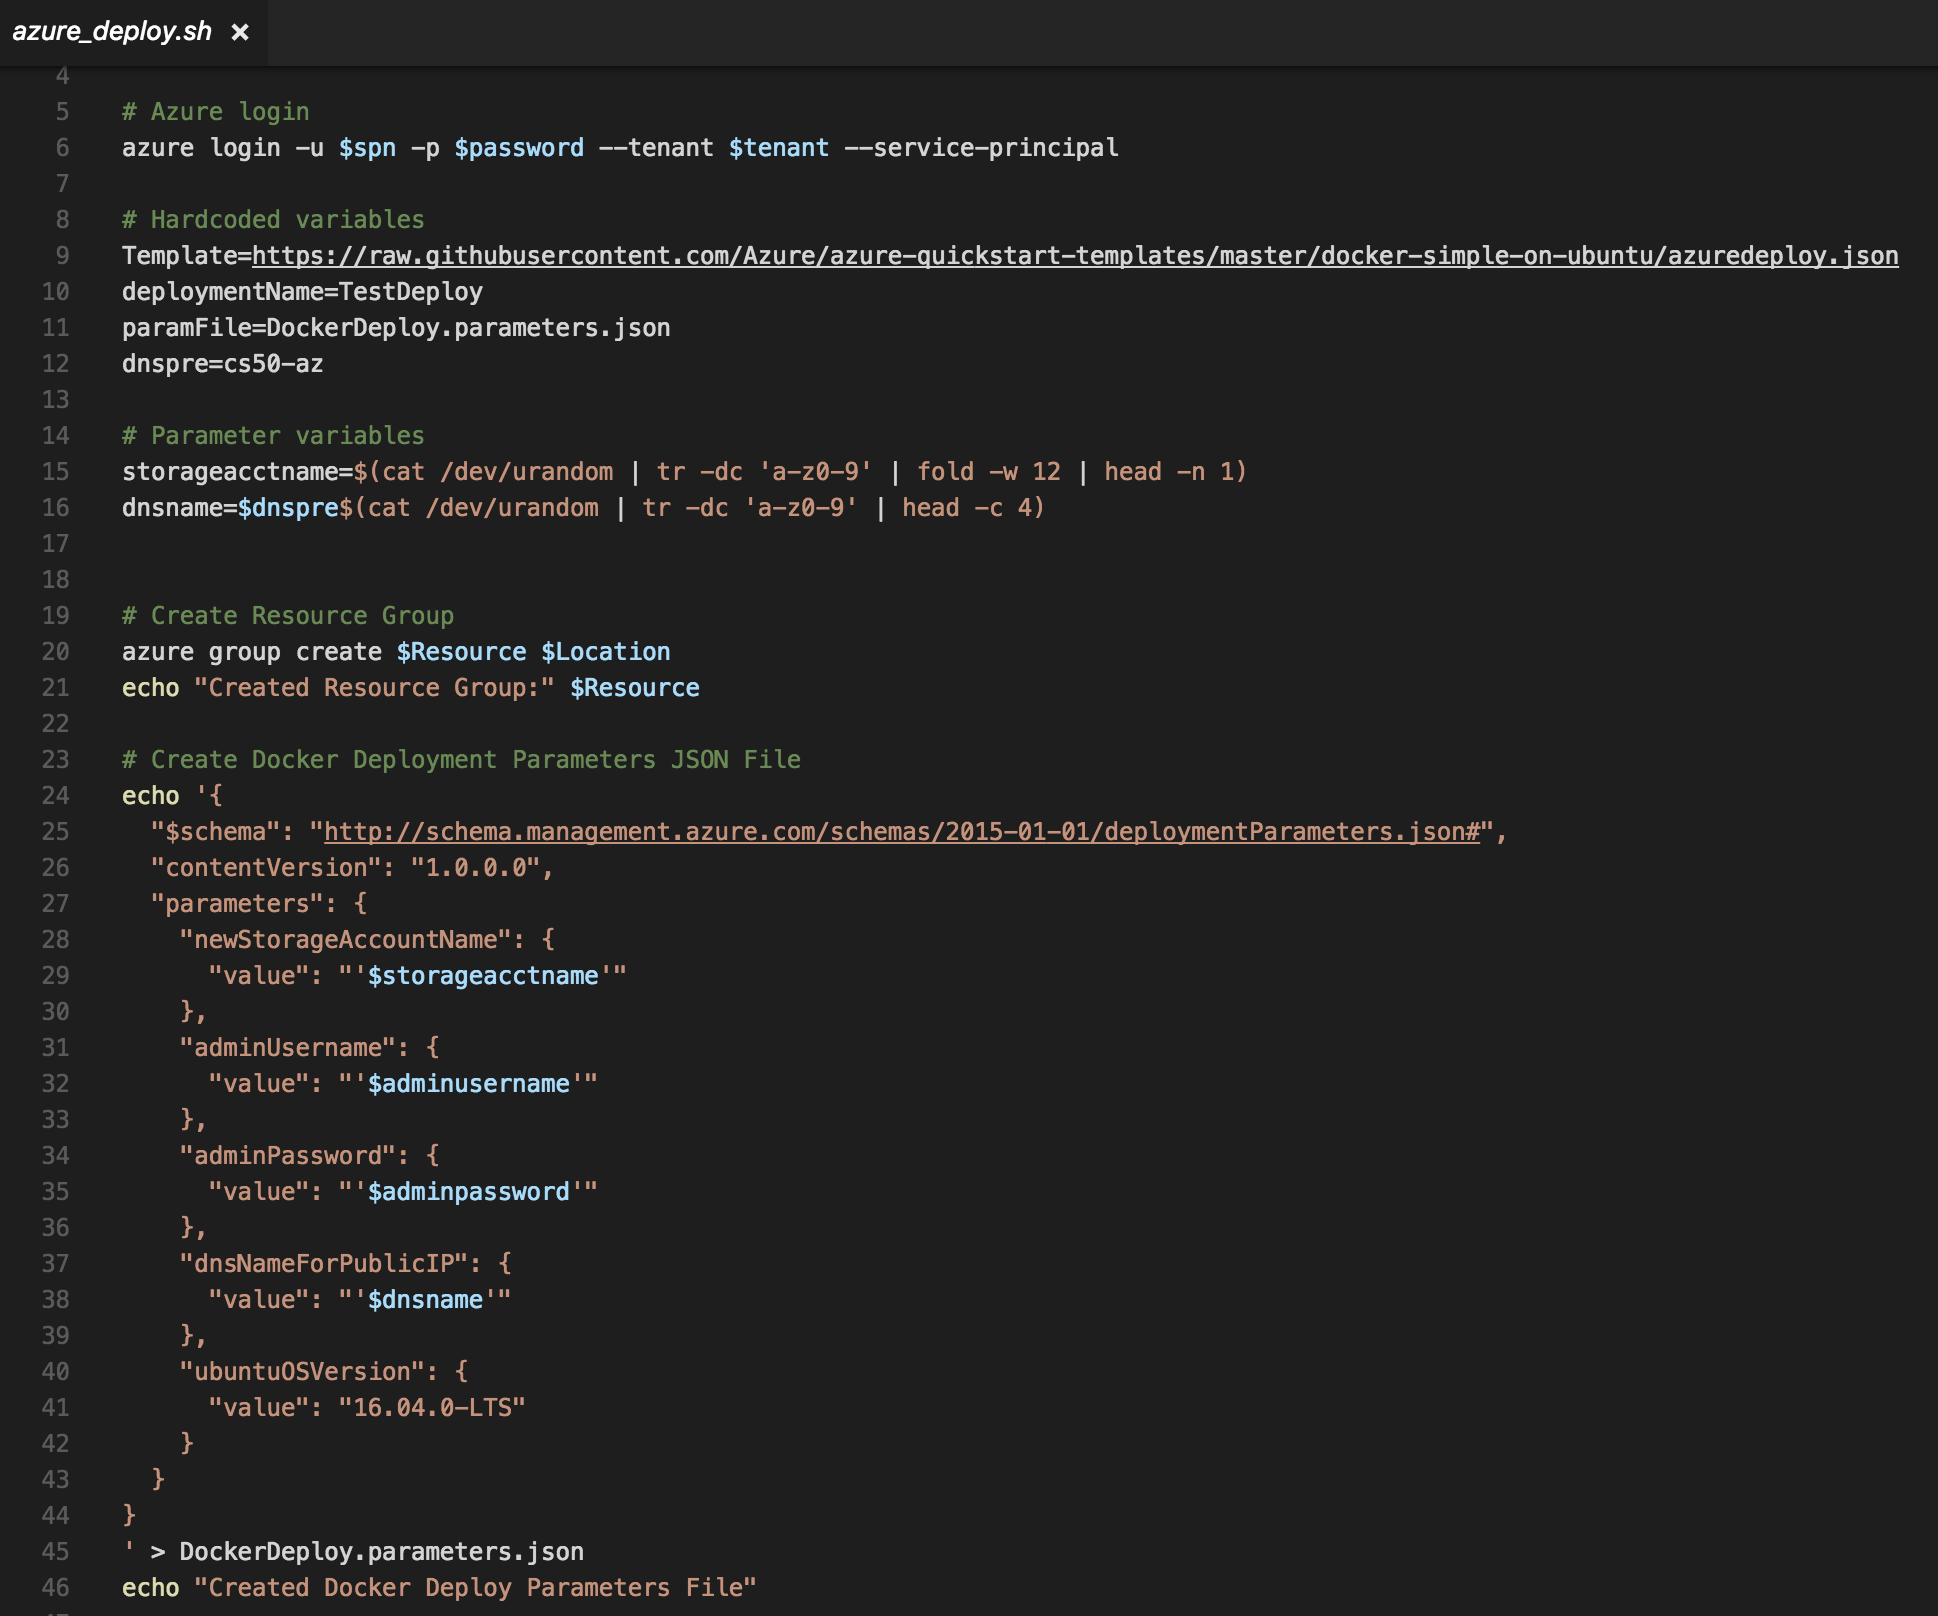 azure_deploy.sh ×
4
5 # Azure login
6 azure login -u $spn -p $password --tenant $tenant --service-principal
7
8 # Hardcoded variables
9 Template=https://raw.githubusercontent.com/Azure/azure-quickstart-templates/master/docker-simple-on-ubuntu/azuredeploy.json
10 deploymentName=TestDeploy
11 paramFile=DockerDeploy.parameters.json
12 dnspre=cs50-az
13
14 # Parameter variables
15 storageacctname=$(cat /dev/urandom | tr -dc 'a-z0-9' | fold -w 12 | head -n 1)
16 dnsname=$dnspre$(cat /dev/urandom | tr -dc 'a-z0-9' | head -c 4)
17
18
19 # Create Resource Group
20 azure group create $Resource $Location
21 echo "Created Resource Group:" $Resource
22
23 # Create Docker Deployment Parameters JSON File
24 echo '{
25   "$schema": "http://schema.management.azure.com/schemas/2015-01-01/deploymentParameters.json#",
26   "contentVersion": "1.0.0.0",
27   "parameters": {
28     "newStorageAccountName": {
29       "value": "'$storageacctname'"
30     },
31     "adminUsername": {
32       "value": "'$adminusername'"
33     },
34     "adminPassword": {
35       "value": "'$adminpassword'"
36     },
37     "dnsNameForPublicIP": {
38       "value": "'$dnsname'"
39     },
40     "ubuntuOSVersion": {
41       "value": "16.04.0-LTS"
42     }
43   }
44 }
45 ' > DockerDeploy.parameters.json
46 echo "Created Docker Deploy Parameters File"